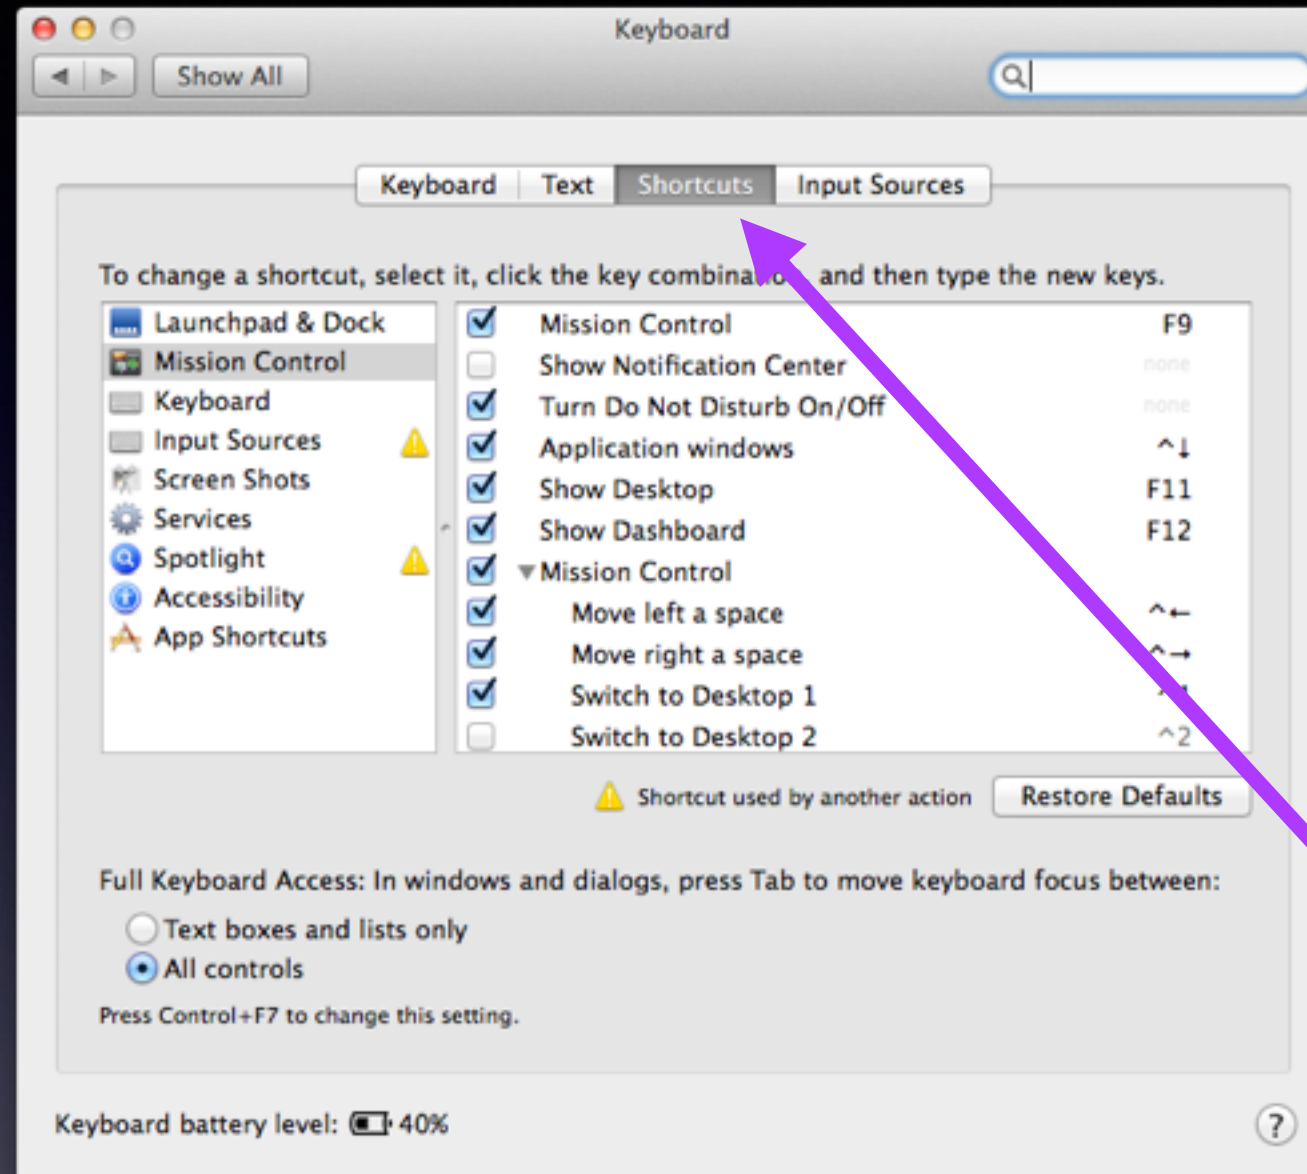 Keyboard
Show All
Keyboard Text Shortcuts Input Sources
To change a shortcut, select it, click the key and then type the new keys.
Launchpad & Dock
Mission Control
Keyboard
Input Sources
Screen Shots
Services
Spotlight
Accessibility
App Shortcuts
Mission Control F9
Show Notification Center none
Turn Do Not Disturb On/Off none
Application windows ^↓
Show Desktop F11
Show Dashboard F12
Mission Control
Move left a space ^←
Move right a space ^→
Switch to Desktop 1
Switch to Desktop 2 ^2
Shortcut used by another action Restore Defaults
Full Keyboard Access: In windows and dialogs, press Tab to move keyboard focus between:
Text boxes and lists only
All controls
Press Control+F7 to change this setting.
Keyboard battery level: 40% ?